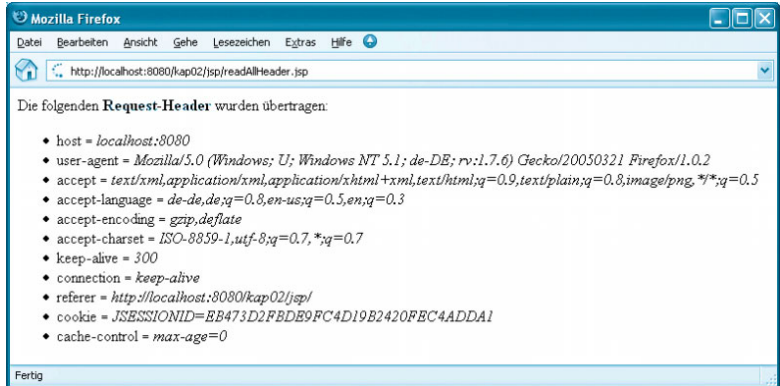 Mozilla Firefox
Datei Bearbeiten Ansicht Gehe Lesezeichen Extras Hilfe
http://localhost:8080/kap02/jsp/readAllHeader.jsp
Die folgenden Request-Header wurden übertragen:
host = localhost:8080
user-agent = Mozilla/5.0 (Windows; U; Windows NT 5.1; de-DE; rv:1.7.6) Gecko/20050321 Firefox/1.0.2
accept = text/xml,application/xml,application/xhtml+xml,text/html;q=0.9,text/plain;q=0.8,image/png,*/*;q=0.5
accept-language = de-de,de;q=0.8,en-us;q=0.5,en;q=0.3
accept-encoding = gzip,deflate
accept-charset = ISO-8859-1,utf-8;q=0.7,*;q=0.7
keep-alive = 300
connection = keep-alive
referer = http://localhost:8080/kap02/jsp/
cookie = JSESSIONID=EB473D2FBDE9FC4D19B2420FEC4ADDA1
cache-control = max-age=0
Fertig